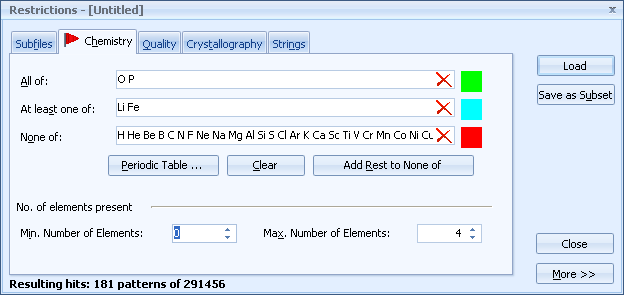 Restrictions - [Untitled]
Subfiles Chemistry Quality Crystallography Strings
All of: O P
At least one of: Li Fe
None of: H He Be B C N F Ne Na Mg Al Si S Cl Ar K Ca Sc Ti V Cr Mn Co Ni Cu
Periodic Table ... Clear Add Rest to None of
No. of elements present
Min. Number of Elements: 0 Max. Number of Elements: 4
Load
Save as Subset
Close
More >>
Resulting hits: 181 patterns of 291456